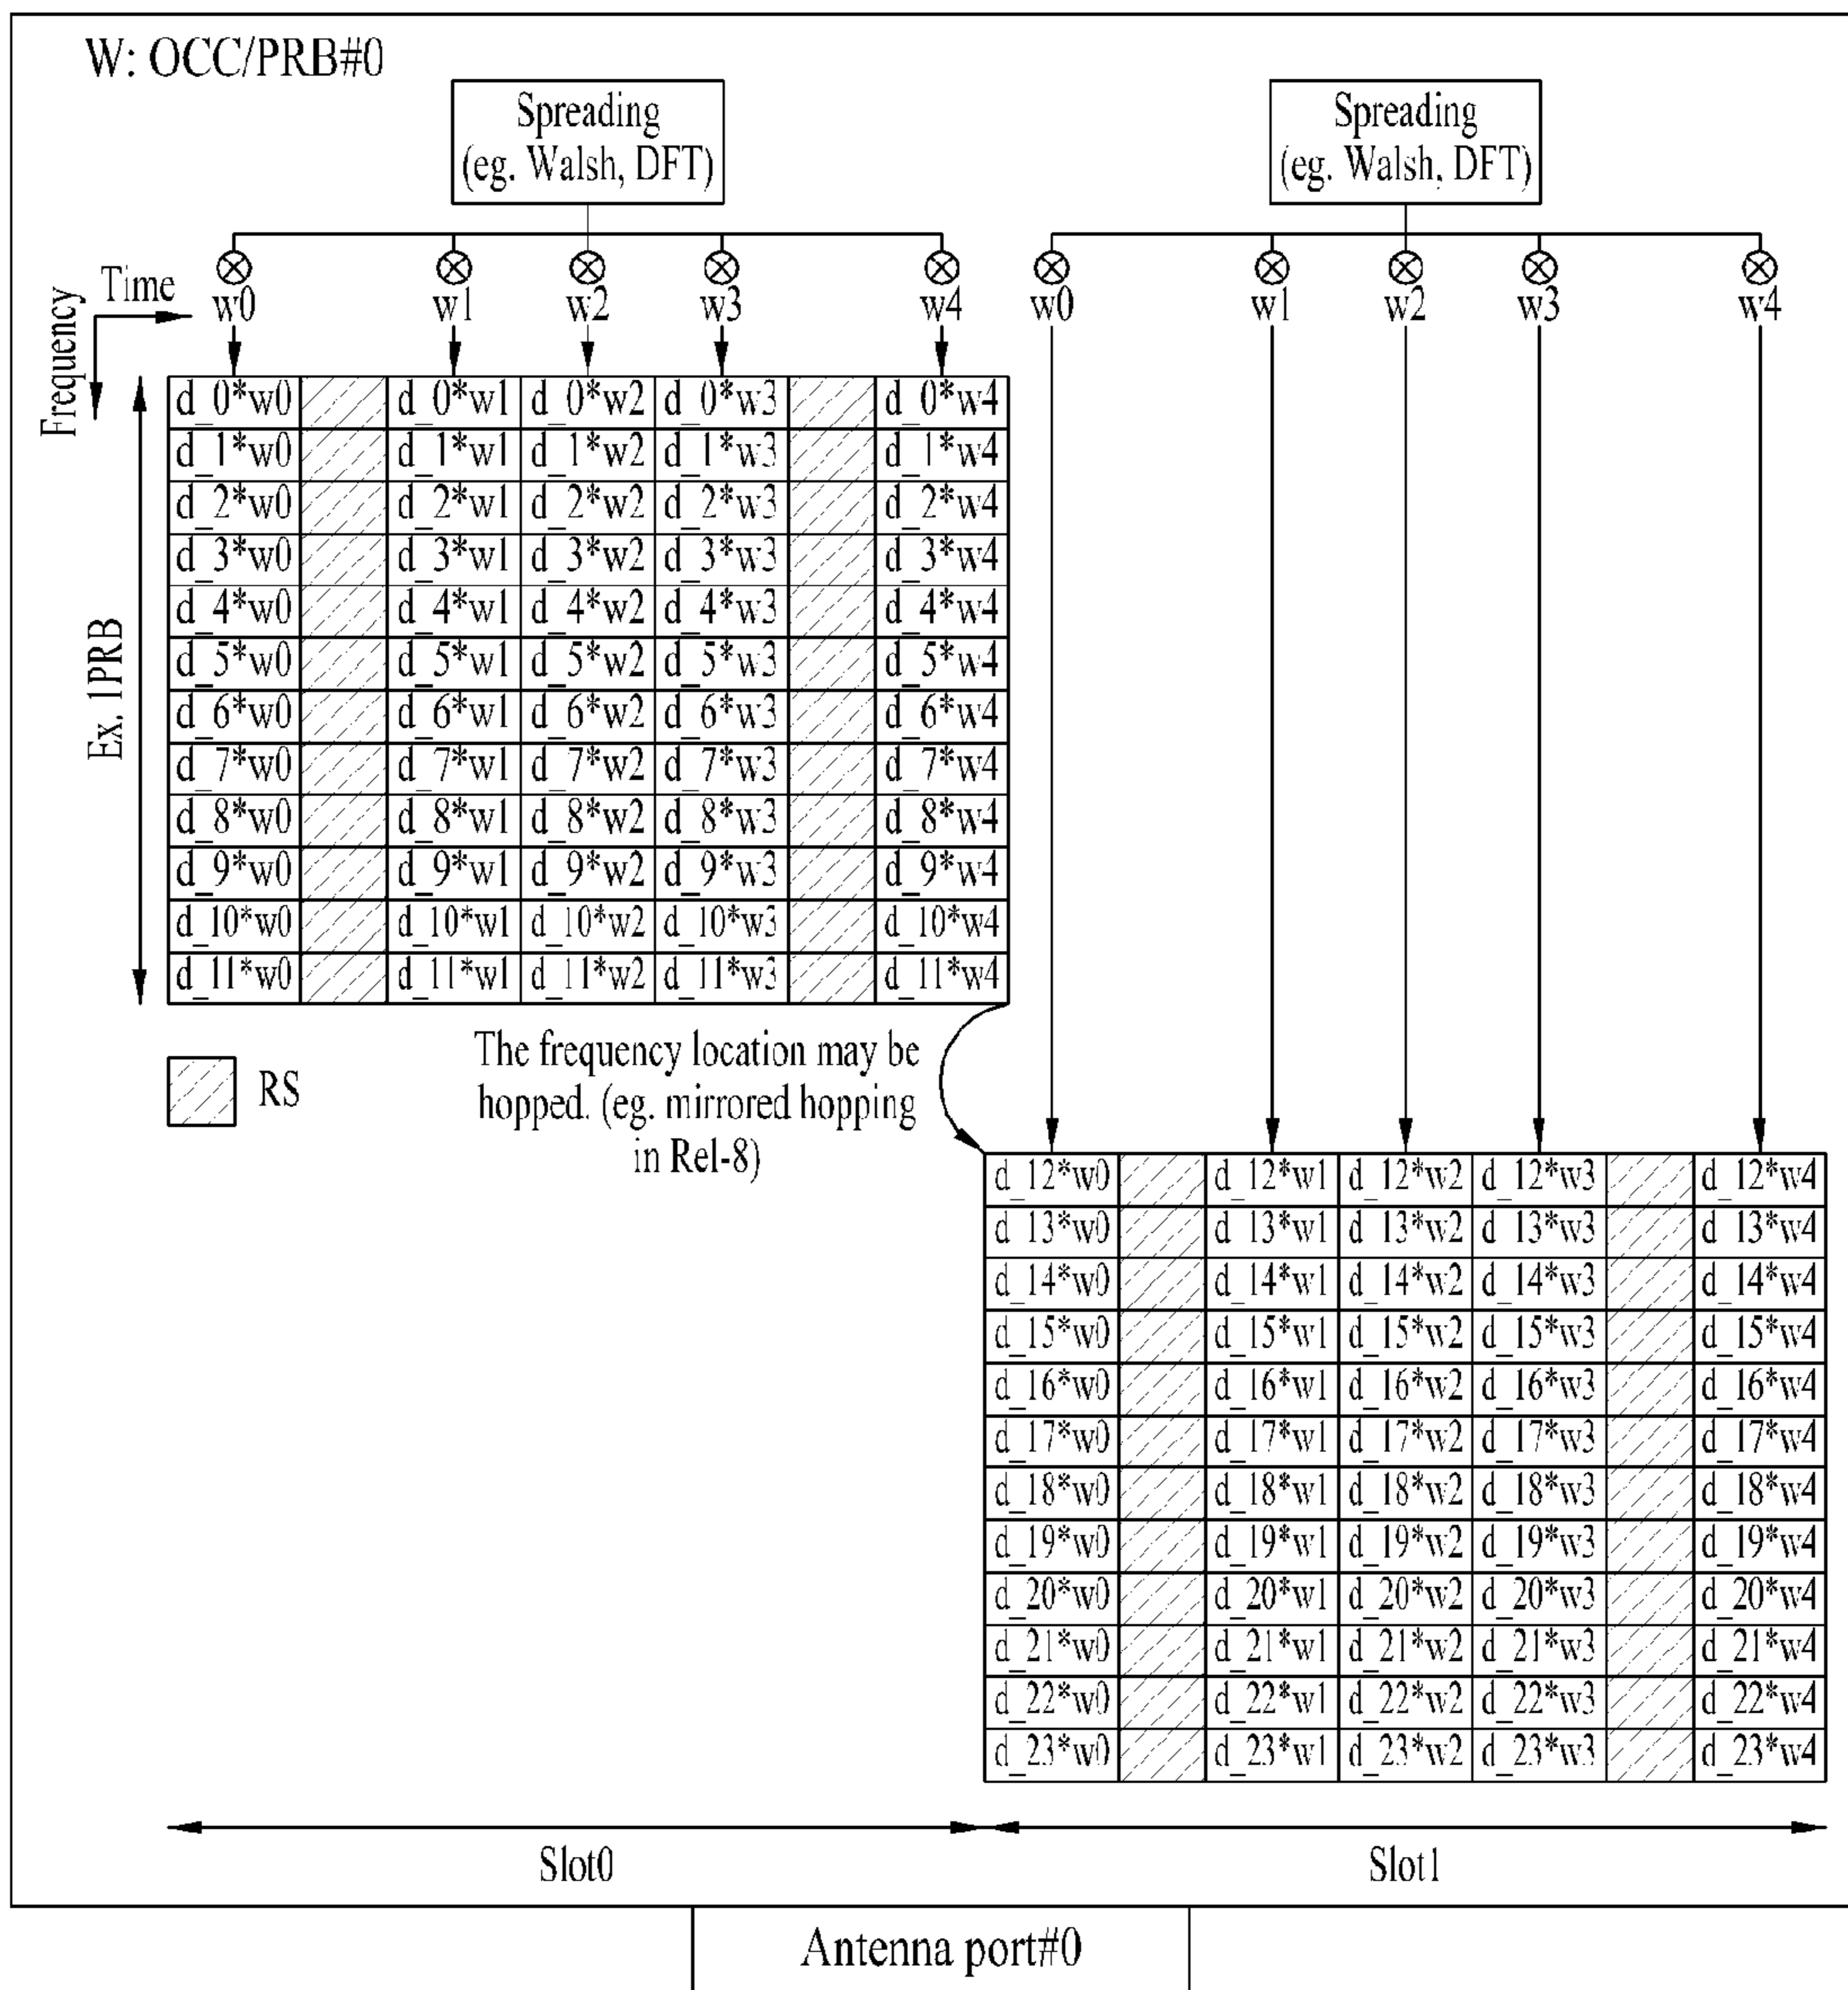 W: OCC/PRB#0
Spreading
(eg. Walsh, DFT)
Spreading
(eg. Walsh, DFT)
Time
Frequency
w0 w1 w2 w3 w4 w0 w1 w2 w3 w4
Ex. 1PRB
d_0*w0 d_0*w1 d_0*w2 d_0*w3 d_0*w4
d_1*w0 d_1*w1 d_1*w2 d_1*w3 d_1*w4
d_2*w0 d_2*w1 d_2*w2 d_2*w3 d_2*w4
d_3*w0 d_3*w1 d_3*w2 d_3*w3 d_3*w4
d_4*w0 d_4*w1 d_4*w2 d_4*w3 d_4*w4
d_5*w0 d_5*w1 d_5*w2 d_5*w3 d_5*w4
d_6*w0 d_6*w1 d_6*w2 d_6*w3 d_6*w4
d_7*w0 d_7*w1 d_7*w2 d_7*w3 d_7*w4
d_8*w0 d_8*w1 d_8*w2 d_8*w3 d_8*w4
d_9*w0 d_9*w1 d_9*w2 d_9*w3 d_9*w4
d_10*w0 d_10*w1 d_10*w2 d_10*w3 d_10*w4
d_11*w0 d_11*w1 d_11*w2 d_11*w3 d_11*w4
RS
The frequency location may be
hopped. (eg. mirrored hopping
in Rel-8)
d_12*w0 d_12*w1 d_12*w2 d_12*w3 d_12*w4
d_13*w0 d_13*w1 d_13*w2 d_13*w3 d_13*w4
d_14*w0 d_14*w1 d_14*w2 d_14*w3 d_14*w4
d_15*w0 d_15*w1 d_15*w2 d_15*w3 d_15*w4
d_16*w0 d_16*w1 d_16*w2 d_16*w3 d_16*w4
d_17*w0 d_17*w1 d_17*w2 d_17*w3 d_17*w4
d_18*w0 d_18*w1 d_18*w2 d_18*w3 d_18*w4
d_19*w0 d_19*w1 d_19*w2 d_19*w3 d_19*w4
d_20*w0 d_20*w1 d_20*w2 d_20*w3 d_20*w4
d_21*w0 d_21*w1 d_21*w2 d_21*w3 d_21*w4
d_22*w0 d_22*w1 d_22*w2 d_22*w3 d_22*w4
d_23*w0 d_23*w1 d_23*w2 d_23*w3 d_23*w4
Slot0 Slot1
Antenna port#0